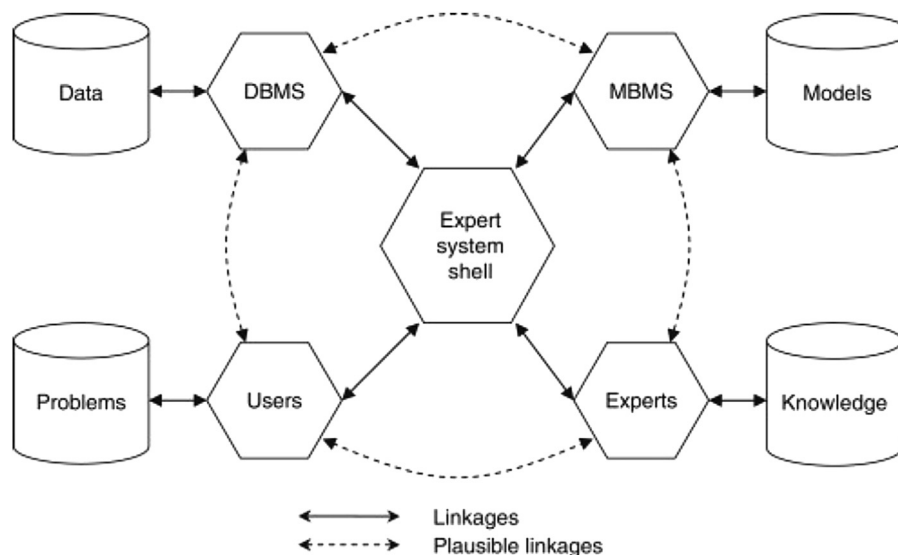 Data
DBMS
MBMS
Models
Expert
system
shell
Problems
Users
Experts
Knowledge
Linkages
Plausible linkages